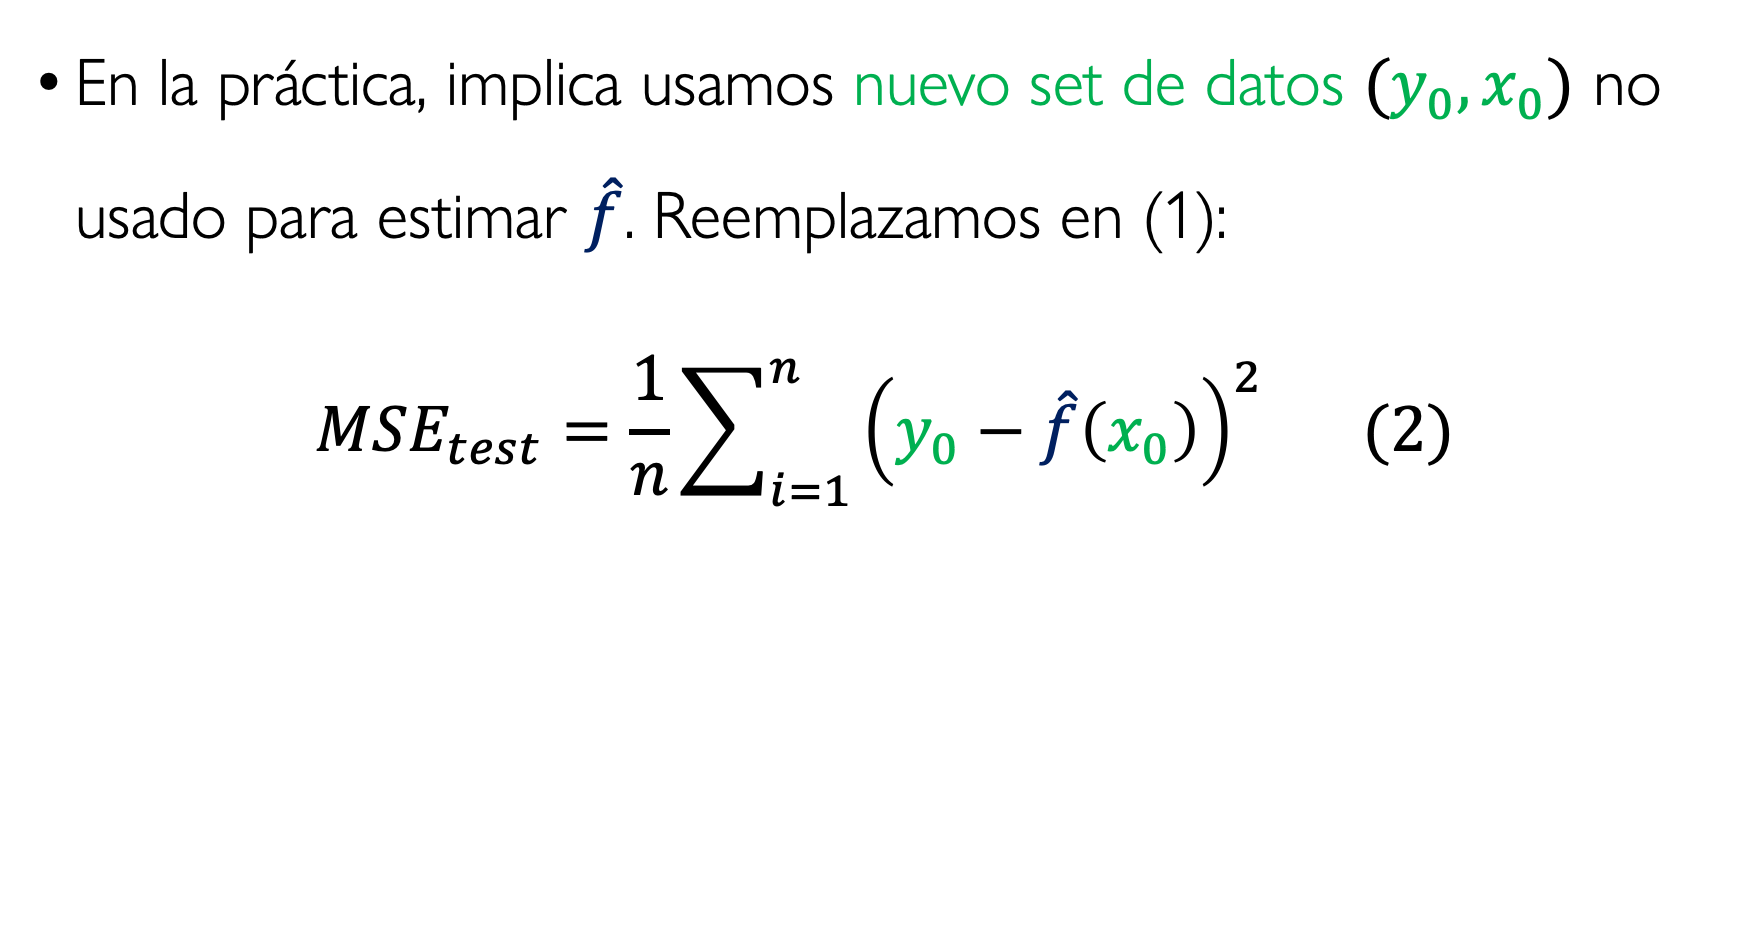 • En la práctica, implica usamos nuevo set de datos (y₀, x₀) no
usado para estimar f̂. Reemplazamos en (1):
MSE_test = 1/n ∑ⁿᵢ₌₁ (y₀ − f̂(x₀))² (2)